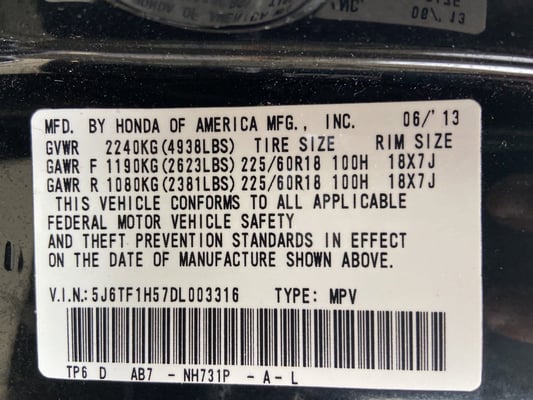 06/'13
MFD. BY HONDA OF AMERICA MFG., INC. 06/'13
GVWR 2240KG(4938LBS) TIRE SIZE RIM SIZE
GAWR F 1190KG(2623LBS) 225/60R18 100H 18X7J
GAWR R 1080KG(2381LBS) 225/60R18 100H 18X7J
THIS VEHICLE CONFORMS TO ALL APPLICABLE
FEDERAL MOTOR VEHICLE SAFETY
AND THEFT PREVENTION STANDARDS IN EFFECT
ON THE DATE OF MANUFACTURE SHOWN ABOVE.
V.I.N.: 5J6TF1H57DL003316 TYPE: MPV
TP6 D AB7 - NH731P - A - L